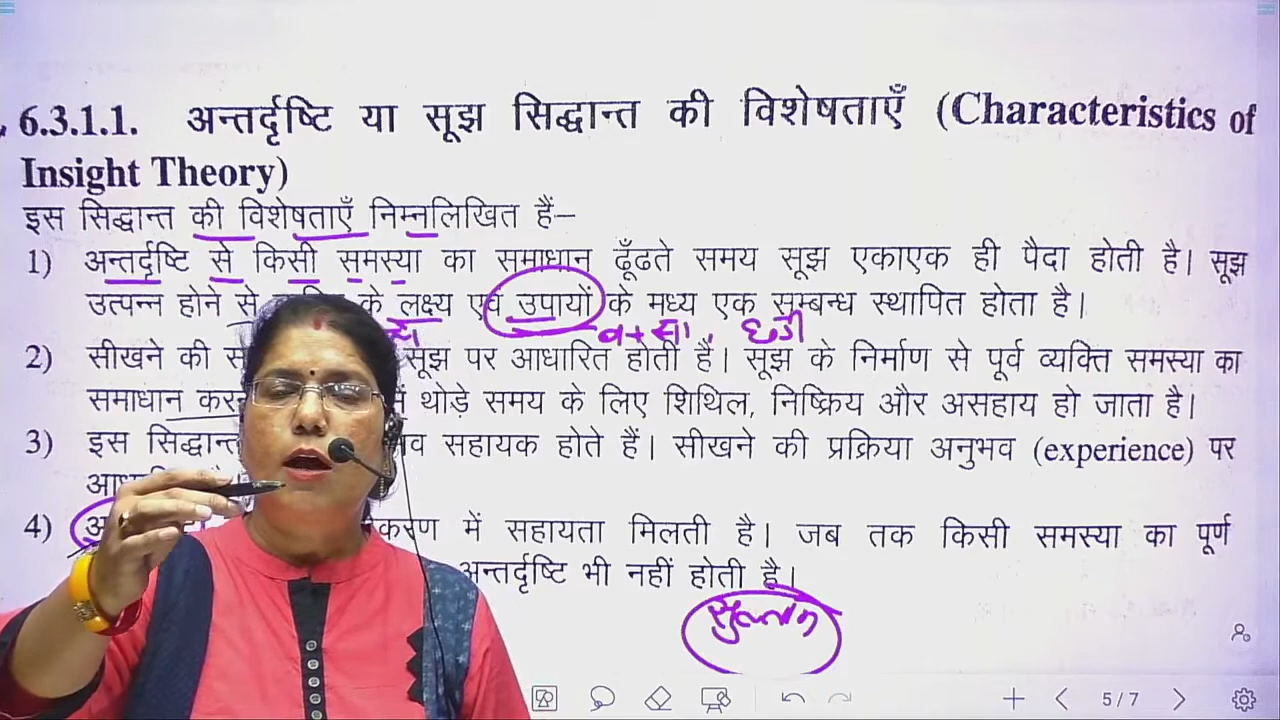 6.3.1.1. अन्तर्दृष्टि या सूझ सिद्धान्त की विशेषताएँ (Characteristics of
Insight Theory)
इस सिद्धान्त की विशेषताएँ निम्नलिखित हैं–
1) अन्तर्दृष्टि से किसी समस्या का समाधान ढूँढते समय सूझ एकाएक ही पैदा होती है। सूझ
उत्पन्न होने से के लक्ष्य एवं उपायों के मध्य एक सम्बन्ध स्थापित होता है।
2) सीखने की सूझ पर आधारित होती है। सूझ के निर्माण से पूर्व व्यक्ति समस्या का
समाधान थोड़े समय के लिए शिथिल, निष्क्रिय और असहाय हो जाता है।
3) इस सिद्धान्त सहायक होते हैं। सीखने की प्रक्रिया अनुभव (experience) पर
4) में सहायता मिलती है। जब तक किसी समस्या का पूर्ण
अन्तर्दृष्टि भी नहीं होती है।
सुल्तान
5/7